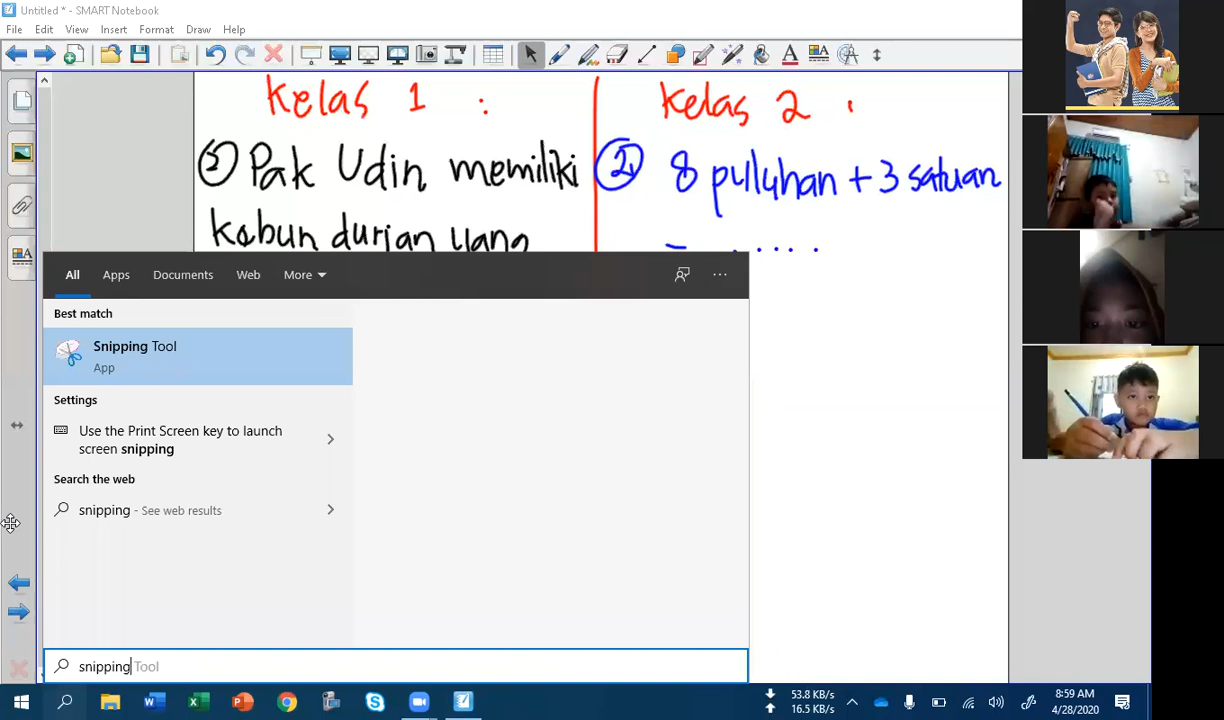 Untitled * - SMART Notebook
File Edit View Insert Format Draw Help
Kelas 1 :
② Pak Udin memiliki
kebun durian yang
Kelas 2 :
② 8 puluhan + 3 satuan
= .....
All Apps Documents Web More
Best match
Snipping Tool
App
Settings
Use the Print Screen key to launch
screen snipping
Search the web
snipping - See web results
snipping Tool
53.8 KB/s
16.5 KB/s
8:59 AM
4/28/2020